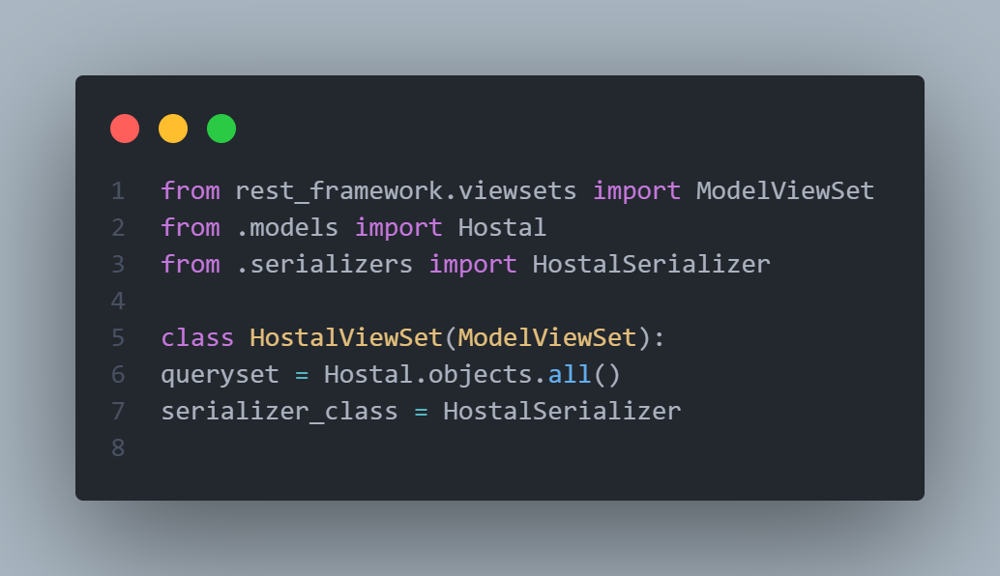 1 from rest_framework.viewsets import ModelViewSet
2 from .models import Hostal
3 from .serializers import HostalSerializer
4
5 class HostalViewSet(ModelViewSet):
6 queryset = Hostal.objects.all()
7 serializer_class = HostalSerializer
8